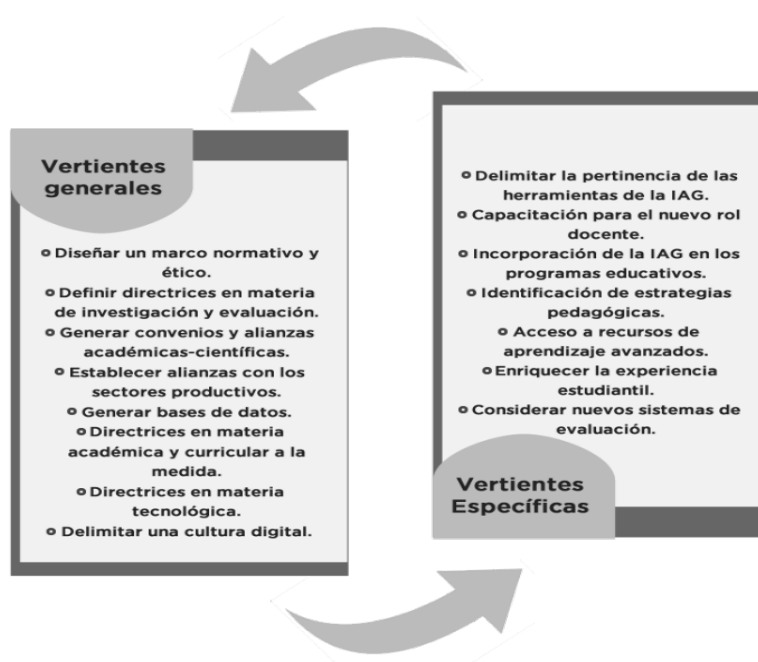 Vertientes
generales
Diseñar un marco normativo y
ético.
Definir directrices en materia
de investigación y evaluación.
Generar convenios y alianzas
académicas-científicas.
Establecer alianzas con los
sectores productivos.
Generar bases de datos.
Directrices en materia
académica y curricular a la
medida.
Directrices en materia
tecnológica.
Delimitar una cultura digital.
Delimitar la pertinencia de las
herramientas de la IAG.
Capacitación para el nuevo rol
docente.
Incorporación de la IAG en los
programas educativos.
Identificación de estrategias
pedagógicas.
Acceso a recursos de
aprendizaje avanzados.
Enriquecer la experiencia
estudiantil.
Considerar nuevos sistemas de
evaluación.
Vertientes
Específicas